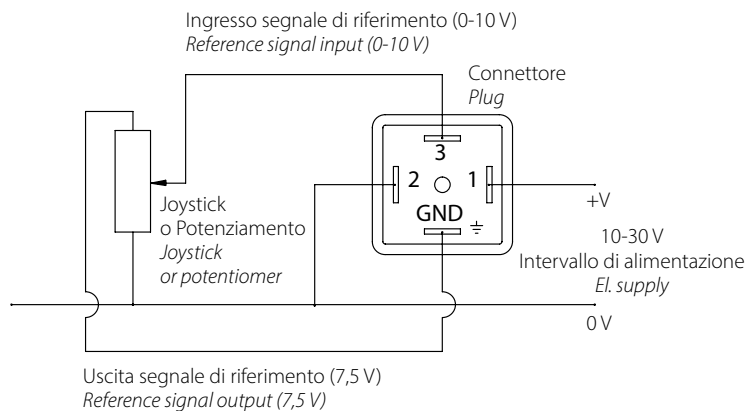 Ingresso segnale di riferimento (0-10 V)
Reference signal input (0-10 V)
Connettore
Plug
3
2
1
GND
Joystick
o Potenziamento
Joystick
or potentiomer
+V
10-30 V
Intervallo di alimentazione
El. supply
0 V
Uscita segnale di riferimento (7,5 V)
Reference signal output (7,5 V)